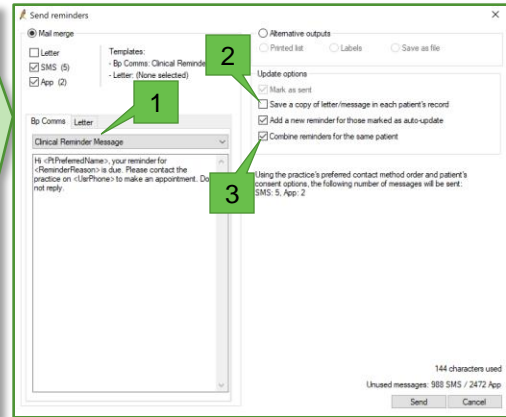 Send reminders
Mail merge
Letter
SMS (5)
App (2)
Templates:
- Bp Comms: Clinical Reminde
- Letter: (None selected)
1
Bp Comms Letter
Clinical Reminder Message
Hi <PtPreferredName>, your reminder for
<ReminderReason> is due. Please contact the
practice on <UsrPhone> to make an appointment. Do
not reply.
Alternative outputs
Printed list Labels Save as file
2
Update options
Mark as sent
Save a copy of letter/message in each patient's record
Add a new reminder for those marked as auto-update
Combine reminders for the same patient
3
Using the practice's preferred contact method order and patient's
consent options, the following number of messages will be sent:
SMS: 5, App: 2
144 characters used
Unused messages: 988 SMS / 2472 App
Send Cancel